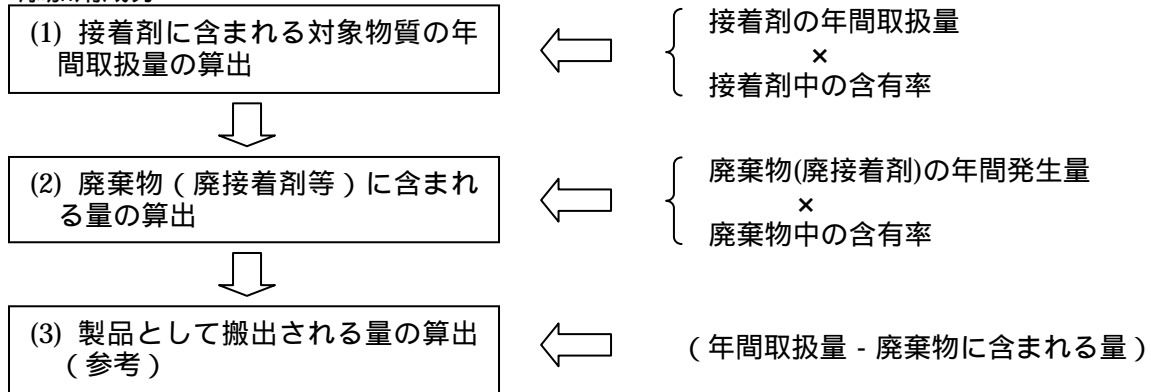 (1) 接着剤に含まれる対象物質の年
間取扱量の算出
接着剤の年間取扱量
×
接着剤中の含有率
(2) 廃棄物（廃接着剤等）に含まれ
る量の算出
廃棄物(廃接着剤)の年間発生量
×
廃棄物中の含有率
(3) 製品として搬出される量の算出
（参考）
（年間取扱量 - 廃棄物に含まれる量）